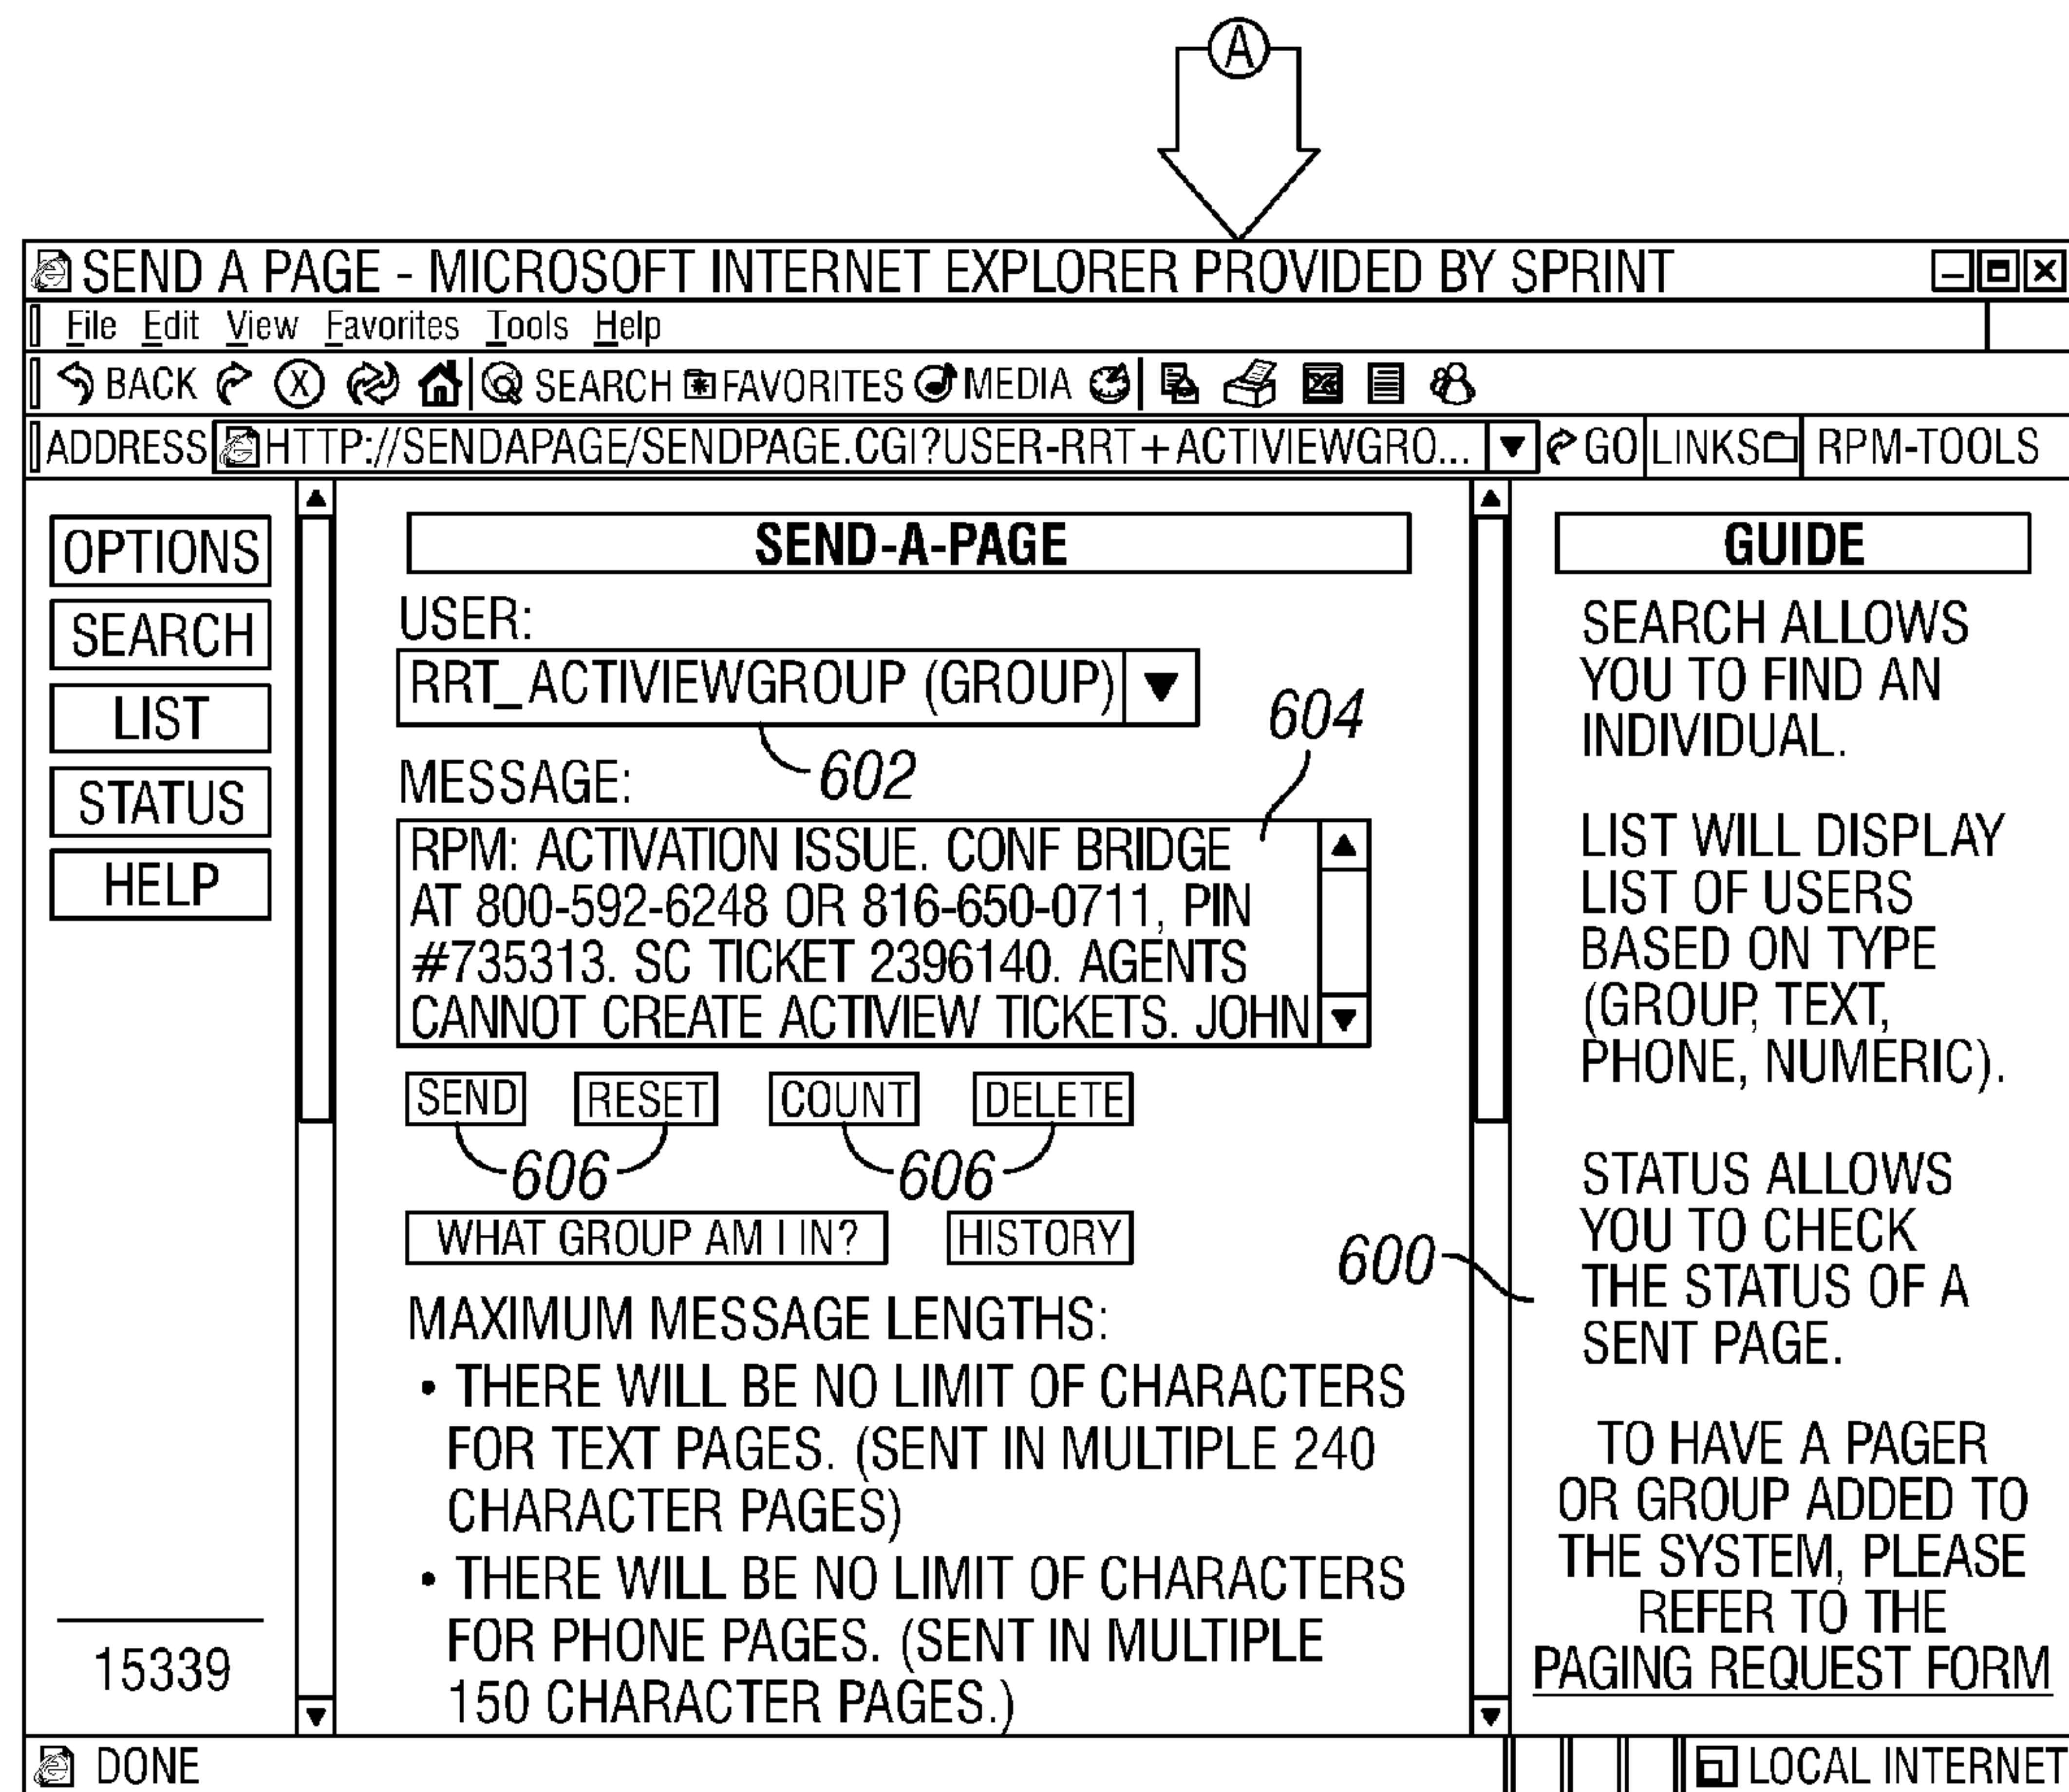 A
SEND A PAGE - MICROSOFT INTERNET EXPLORER PROVIDED BY SPRINT
File Edit View Favorites Tools Help
BACK SEARCH FAVORITES MEDIA
ADDRESS HTTP://SENDAPAGE/SENDPAGE.CGI?USER-RRT+ACTIVIEWGRO... GO LINKS RPM-TOOLS
OPTIONS
SEARCH
LIST
STATUS
HELP
15339
SEND-A-PAGE
USER:
RRT_ACTIVIEWGROUP (GROUP)
602
604
MESSAGE:
RPM: ACTIVATION ISSUE. CONF BRIDGE
AT 800-592-6248 OR 816-650-0711, PIN
#735313. SC TICKET 2396140. AGENTS
CANNOT CREATE ACTIVIEW TICKETS. JOHN
SEND RESET COUNT DELETE
606 606
WHAT GROUP AM I IN? HISTORY
600
MAXIMUM MESSAGE LENGTHS:
• THERE WILL BE NO LIMIT OF CHARACTERS
FOR TEXT PAGES. (SENT IN MULTIPLE 240
CHARACTER PAGES)
• THERE WILL BE NO LIMIT OF CHARACTERS
FOR PHONE PAGES. (SENT IN MULTIPLE
150 CHARACTER PAGES.)
GUIDE
SEARCH ALLOWS
YOU TO FIND AN
INDIVIDUAL.
LIST WILL DISPLAY
LIST OF USERS
BASED ON TYPE
(GROUP, TEXT,
PHONE, NUMERIC).
STATUS ALLOWS
YOU TO CHECK
THE STATUS OF A
SENT PAGE.
TO HAVE A PAGER
OR GROUP ADDED TO
THE SYSTEM, PLEASE
REFER TO THE
PAGING REQUEST FORM
DONE
LOCAL INTERNET